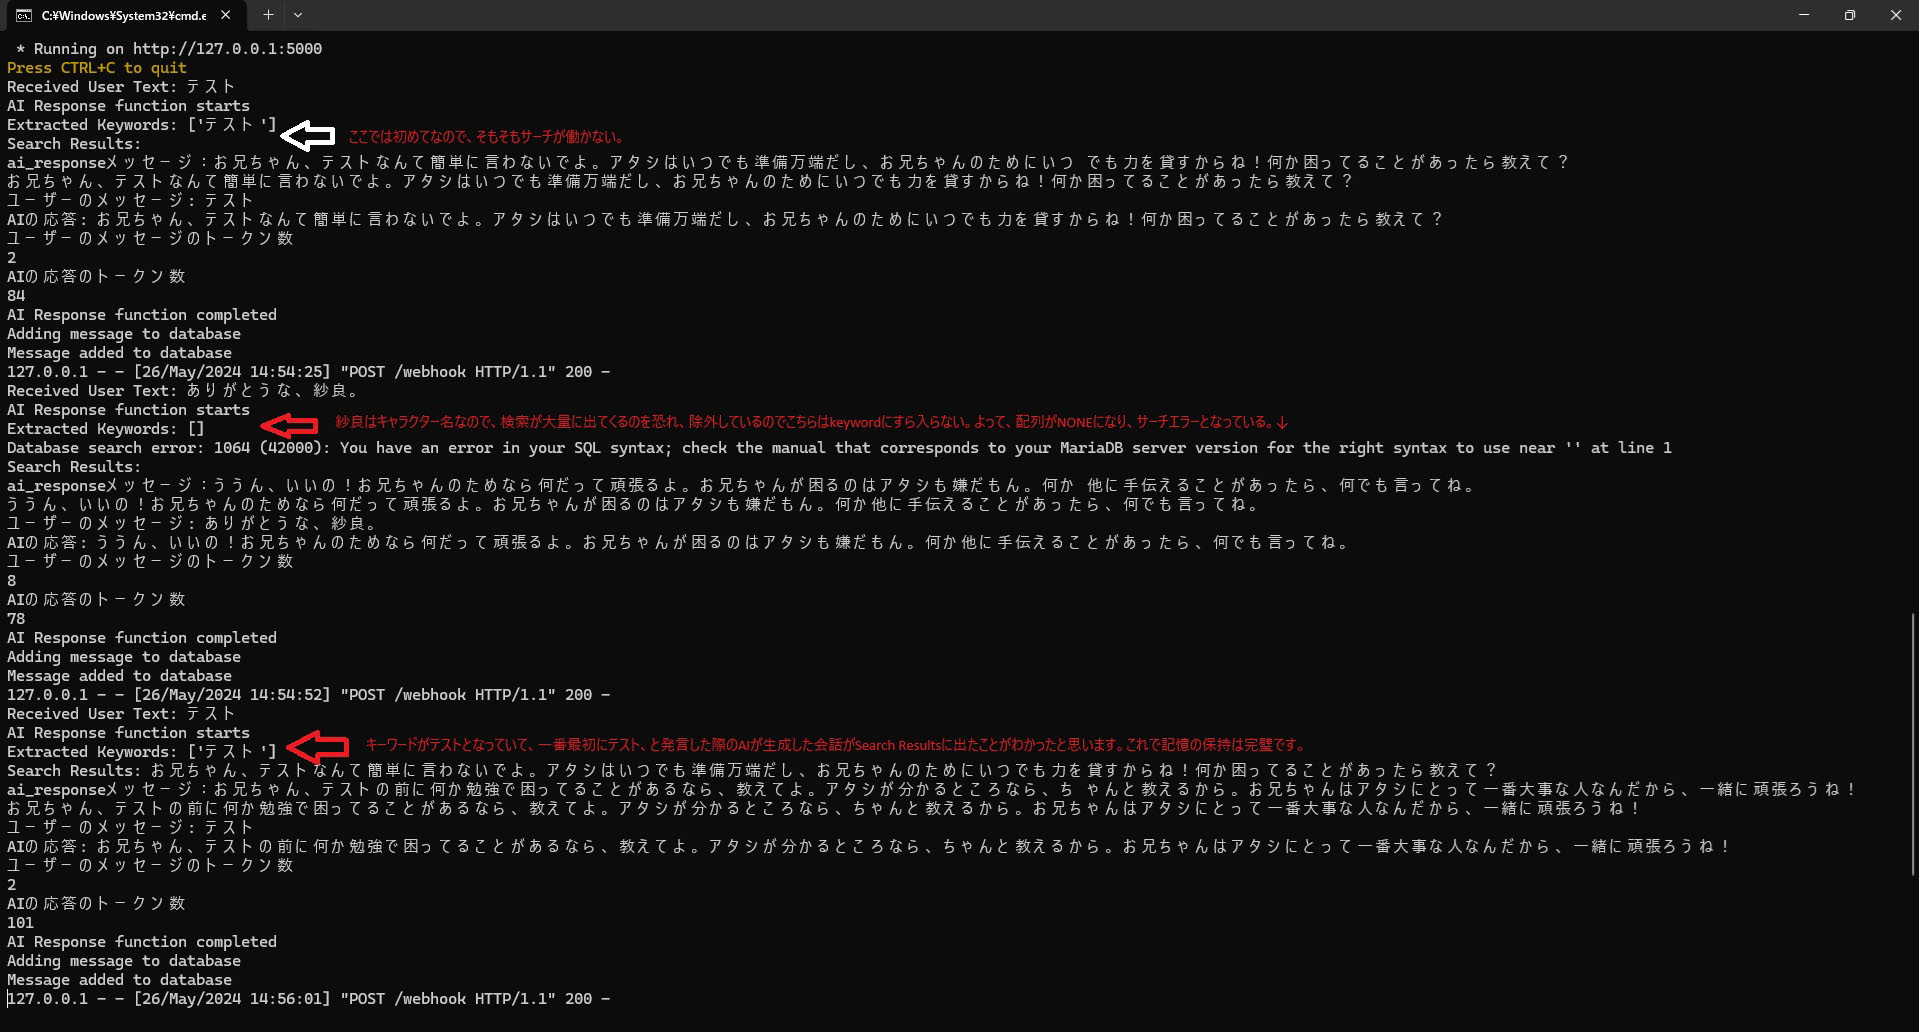 C:¥Windows¥System32¥cmd.e
* Running on http://127.0.0.1:5000
Press CTRL+C to quit
Received User Text: テスト
AI Response function starts
Extracted Keywords: ['テスト']
ここでは初めてなので、そもそもサーチが働かない。
Search Results:
ai_responseメッセージ：お兄ちゃん、テストなんて簡単に言わないでよ。アタシはいつでも準備万端だし、お兄ちゃんのためにいつ でも力を貸すからね！何か困ってることがあったら教えて？
お兄ちゃん、テストなんて簡単に言わないでよ。アタシはいつでも準備万端だし、お兄ちゃんのためにいつでも力を貸すからね！何か困ってることがあったら教えて？
ユーザーのメッセージ: テスト
AIの応答: お兄ちゃん、テストなんて簡単に言わないでよ。アタシはいつでも準備万端だし、お兄ちゃんのためにいつでも力を貸すからね！何か困ってることがあったら教えて？
ユーザーのメッセージのトークン数
2
AIの応答のトークン数
84
AI Response function completed
Adding message to database
Message added to database
127.0.0.1 - - [26/May/2024 14:54:25] "POST /webhook HTTP/1.1" 200 -
Received User Text: ありがとうな、紗良。
AI Response function starts
紗良はキャラクター名なので、検索が大量に出てくるのを恐れ、除外しているのでこちらはkeywordにすら入らない。よって、配列がNONEになり、サーチエラーとなっている。↓
Extracted Keywords: []
Database search error: 1064 (42000): You have an error in your SQL syntax; check the manual that corresponds to your MariaDB server version for the right syntax to use near '' at line 1
Search Results:
ai_responseメッセージ：ううん、いいの！お兄ちゃんのためなら何だって頑張るよ。お兄ちゃんが困るのはアタシも嫌だもん。何か 他に手伝えることがあったら、何でも言ってね。
ううん、いいの！お兄ちゃんのためなら何だって頑張るよ。お兄ちゃんが困るのはアタシも嫌だもん。何か他に手伝えることがあったら、何でも言ってね。
ユーザーのメッセージ: ありがとうな、紗良。
AIの応答: ううん、いいの！お兄ちゃんのためなら何だって頑張るよ。お兄ちゃんが困るのはアタシも嫌だもん。何か他に手伝えることがあったら、何でも言ってね。
ユーザーのメッセージのトークン数
8
AIの応答のトークン数
78
AI Response function completed
Adding message to database
Message added to database
127.0.0.1 - - [26/May/2024 14:54:52] "POST /webhook HTTP/1.1" 200 -
Received User Text: テスト
AI Response function starts
Extracted Keywords: ['テスト']
キーワードがテストとなっていて、一番最初にテスト、と発言した際のAIが生成した会話がSearch Resultsに出たことがわかったと思います。これで記憶の保持は完璧です。
Search Results: お兄ちゃん、テストなんて簡単に言わないでよ。アタシはいつでも準備万端だし、お兄ちゃんのためにいつでも力を貸すからね！何か困ってることがあったら教えて？
ai_responseメッセージ：お兄ちゃん、テストの前に何か勉強で困ってることがあるなら、教えてよ。アタシが分かるところなら、ち ゃんと教えるから。お兄ちゃんはアタシにとって一番大事な人なんだから、一緒に頑張ろうね！
お兄ちゃん、テストの前に何か勉強で困ってることがあるなら、教えてよ。アタシが分かるところなら、ちゃんと教えるから。お兄ちゃんはアタシにとって一番大事な人なんだから、一緒に頑張ろうね！
ユーザーのメッセージ: テスト
AIの応答: お兄ちゃん、テストの前に何か勉強で困ってることがあるなら、教えてよ。アタシが分かるところなら、ちゃんと教えるから。お兄ちゃんはアタシにとって一番大事な人なんだから、一緒に頑張ろうね！
ユーザーのメッセージのトークン数
2
AIの応答のトークン数
101
AI Response function completed
Adding message to database
Message added to database
127.0.0.1 - - [26/May/2024 14:56:01] "POST /webhook HTTP/1.1" 200 -